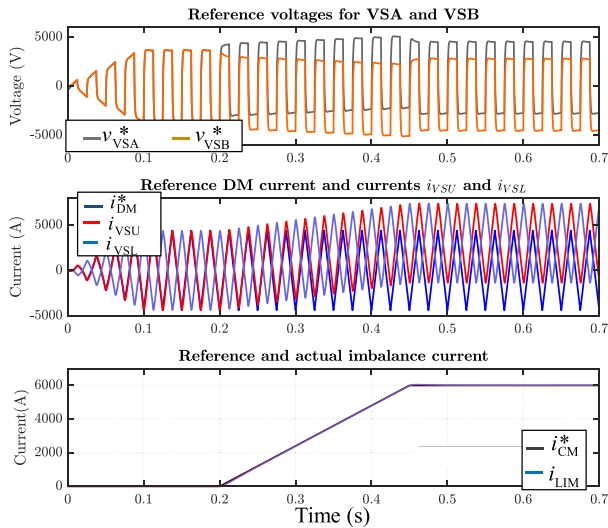 Reference voltages for VSA and VSB
5000
0
-5000
Voltage (V)
v*VSA v*VSB
0 0.1 0.2 0.3 0.4 0.5 0.6 0.7
Reference DM current and currents iVSU and iVSL
5000
0
-5000
Current (A)
i*DM
iVSU
iVSL
0 0.1 0.2 0.3 0.4 0.5 0.6 0.7
Reference and actual imbalance current
6000
4000
2000
0
Current(A)
i*CM
iLIM
0 0.1 0.2 0.3 0.4 0.5 0.6 0.7
Time (s)